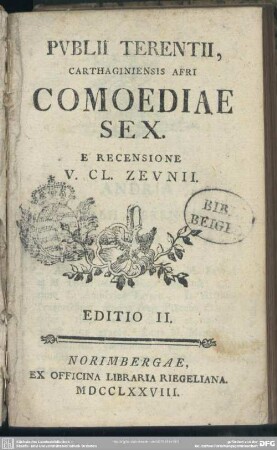 PVBLII TERENTII,
CARTHAGINIENSIS AFRI
COMOEDIAE
SEX.
E RECENSIONE
V. CL. ZEVNII.
BIB.
BEIGL
EDITIO II.
NORIMBERGAE,
EX OFFICINA LIBRARIA RIEGELIANA.
MDCCLXXVIII.